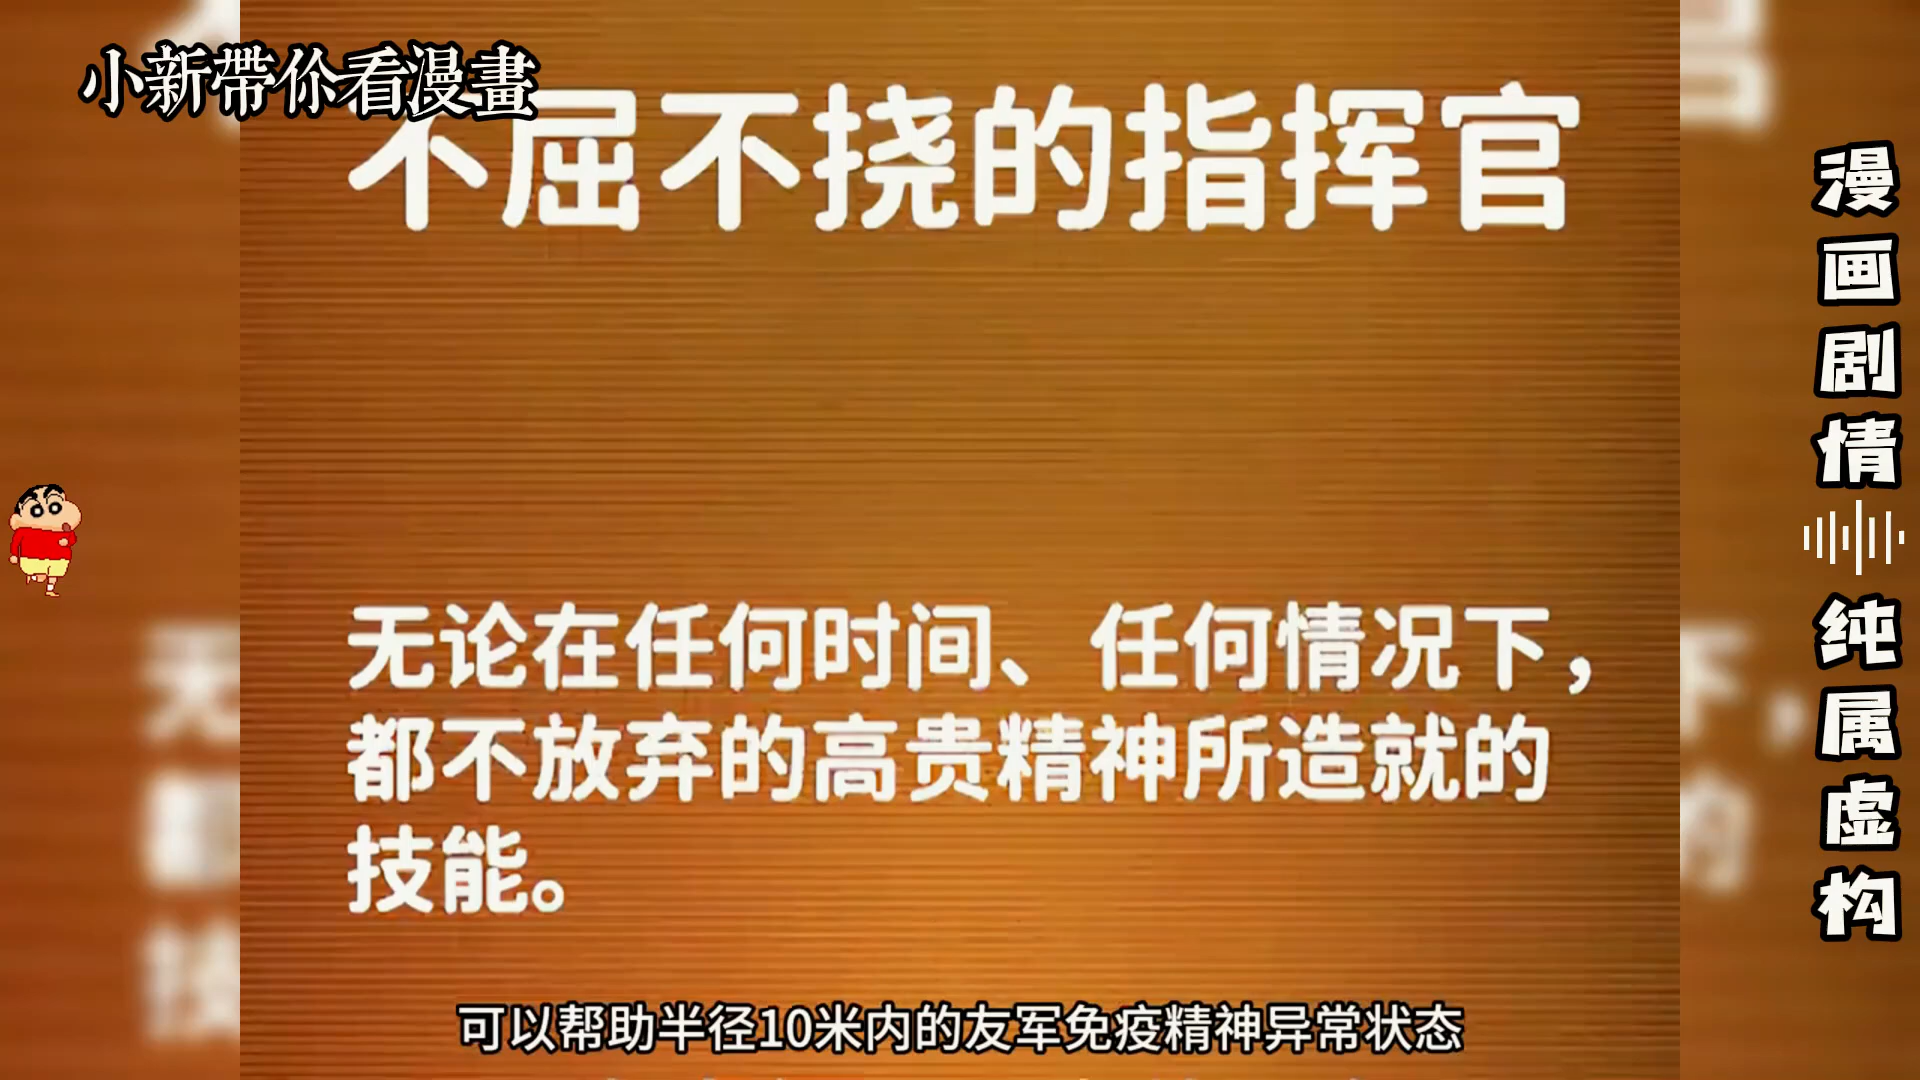 小新帶你看漫畫
不屈不挠的指挥官
无论在任何时间、任何情况下，
都不放弃的高贵精神所造就的
技能。
可以帮助半径10米内的友军免疫精神异常状态
漫画剧情
纯属虚构